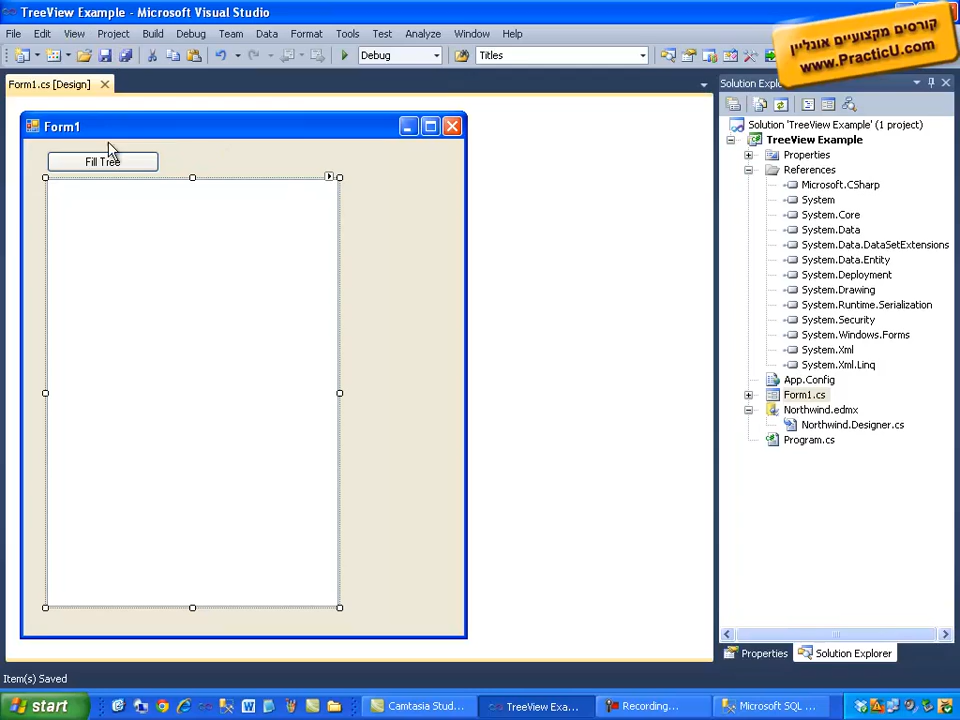 TreeView Example - Microsoft Visual Studio
File Edit View Project Build Debug Team Data Format Tools Test Analyze Window Help
Debug Titles
קורסים מקצועיים אונליין
www.PracticU.com
Form1.cs [Design]
Form1
Fill Tree
Solution Explo
Solution 'TreeView Example' (1 project)
TreeView Example
Properties
References
Microsoft.CSharp
System
System.Core
System.Data
System.Data.DataSetExtensions
System.Data.Entity
System.Deployment
System.Drawing
System.Runtime.Serialization
System.Security
System.Windows.Forms
System.Xml
System.Xml.Linq
App.Config
Form1.cs
Northwind.edmx
Northwind.Designer.cs
Program.cs
Properties Solution Explorer
Item(s) Saved
start Camtasia Stud... TreeView Exa... Recording... Microsoft SQL ...